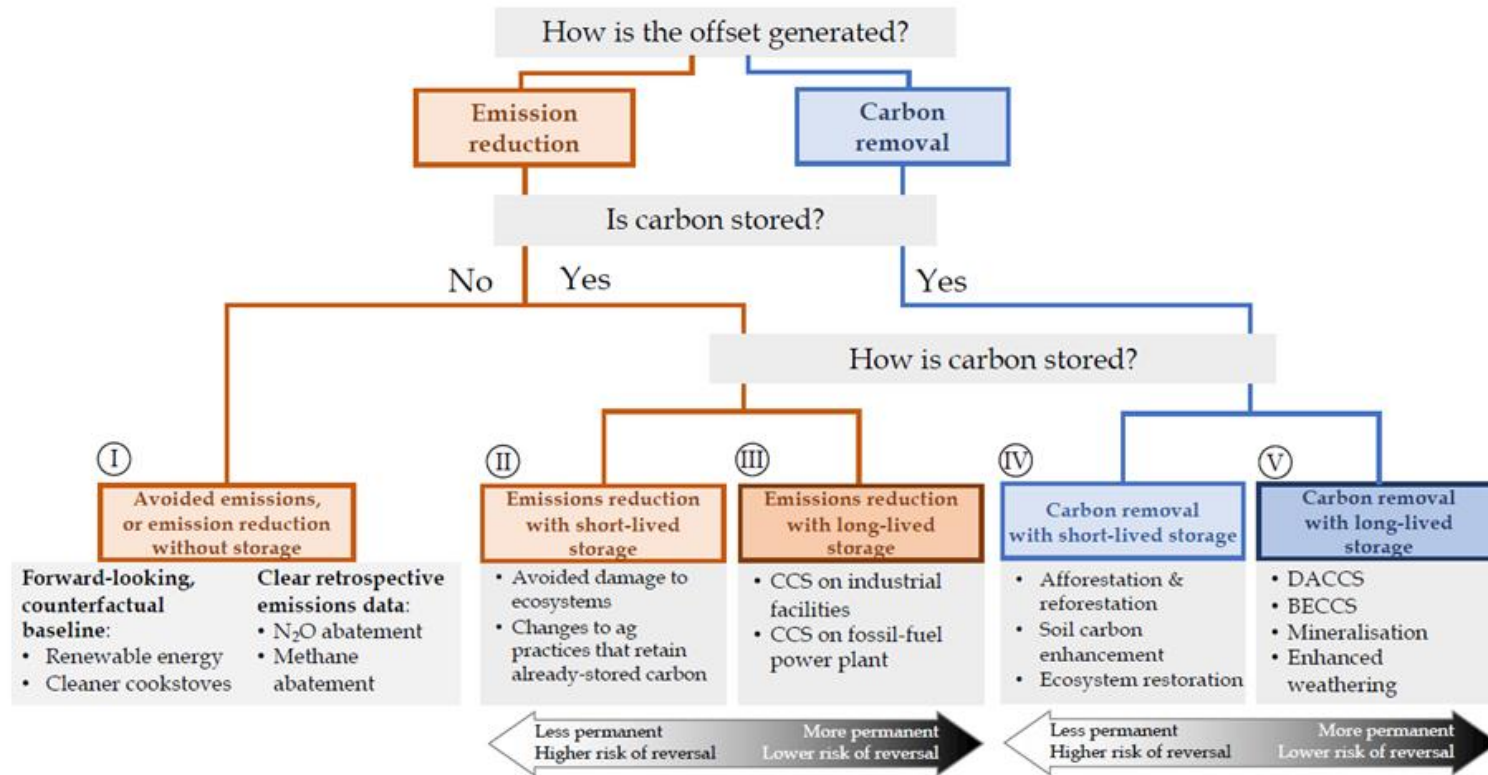 How is the offset generated?
Emission
reduction
Carbon
removal
Is carbon stored?
No
Yes
Yes
How is carbon stored?
I
Avoided emissions,
or emission reduction
without storage
Forward-looking,
counterfactual
baseline:
• Renewable energy
• Cleaner cookstoves
Clear retrospective
emissions data:
• N₂O abatement
• Methane
abatement
II
Emissions reduction
with short-lived
storage
• Avoided damage to
ecosystems
• Changes to ag
practices that retain
already-stored carbon
III
Emissions reduction
with long-lived
storage
• CCS on industrial
facilities
• CCS on fossil-fuel
power plant
Less permanent
Higher risk of reversal
More permanent
Lower risk of reversal
IV
Carbon removal
with short-lived storage
• Afforestation &
reforestation
• Soil carbon
enhancement
• Ecosystem restoration
V
Carbon removal
with long-lived
storage
• DACCS
• BECCS
• Mineralisation
• Enhanced
weathering
Less permanent
Higher risk of reversal
More permanent
Lower risk of reversal